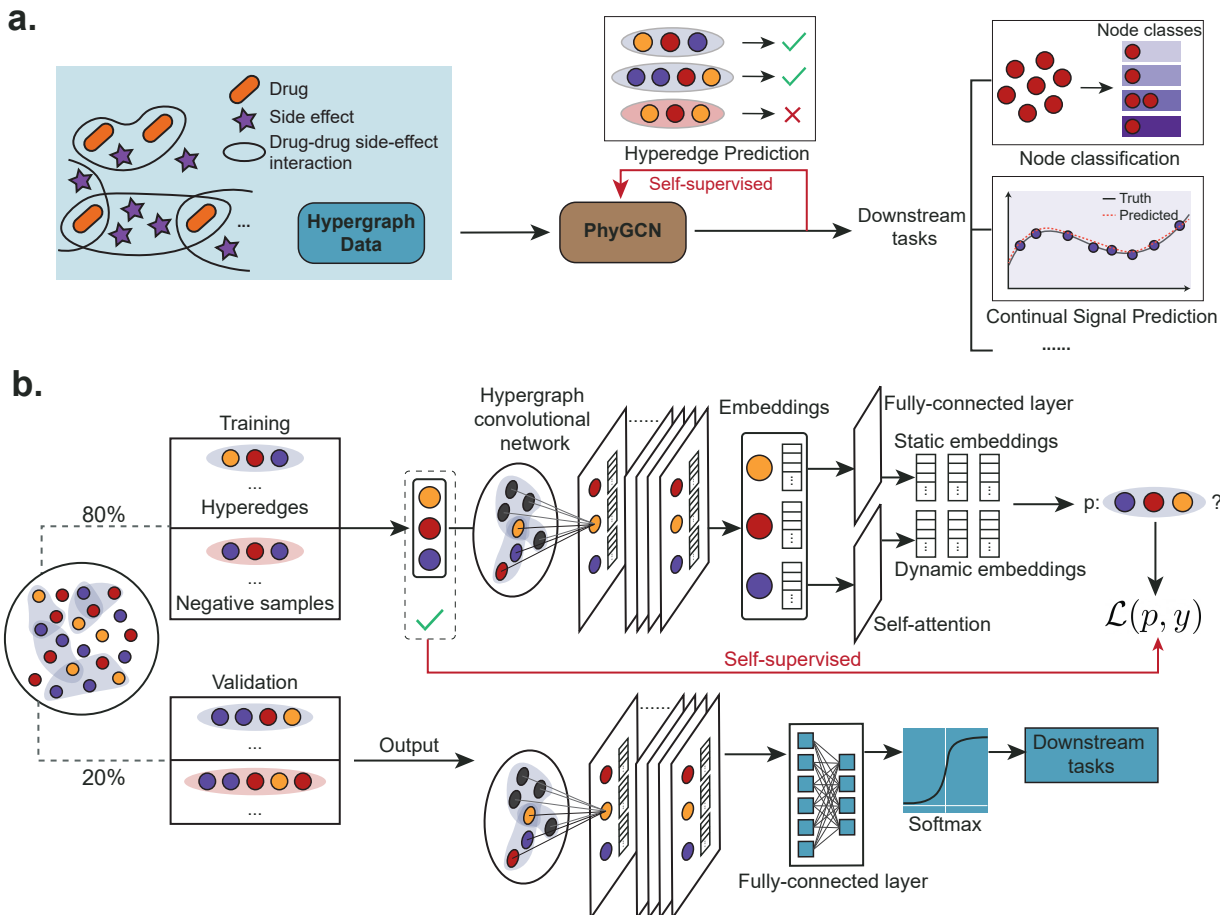 a.
Drug
Side effect
Drug-drug side-effect
interaction
...
Hypergraph
Data
Hyperedge Prediction
Self-supervised
PhyGCN
Downstream
tasks
Node classes
Node classification
Truth
Predicted
Continual Signal Prediction
......
b.
Training
...
Hyperedges
80%
...
Negative samples
Hypergraph
convolutional
network
......
Embeddings
Fully-connected layer
Static embeddings
p:
?
Dynamic embeddings
Self-attention
ℒ(p, y)
Self-supervised
Validation
...
20%
...
Output
......
Fully-connected layer
Softmax
Downstream
tasks